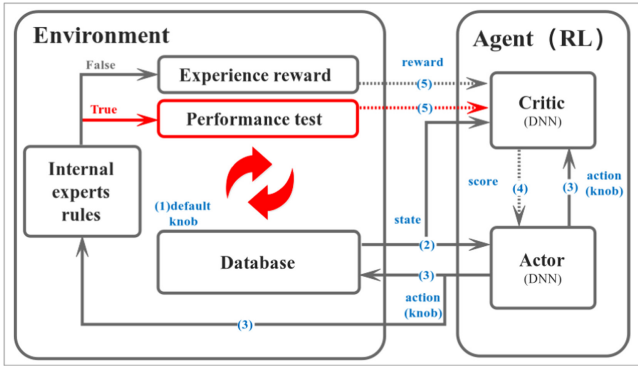 Environment
Agent (RL)
False
Experience reward
reward
(5)
True
Performance test
(5)
Critic
(DNN)
Internal
experts
rules
(1)default
knob
score
(4)
(3)
action
(knob)
state
(2)
Database
(3)
Actor
(DNN)
action
(knob)
(3)